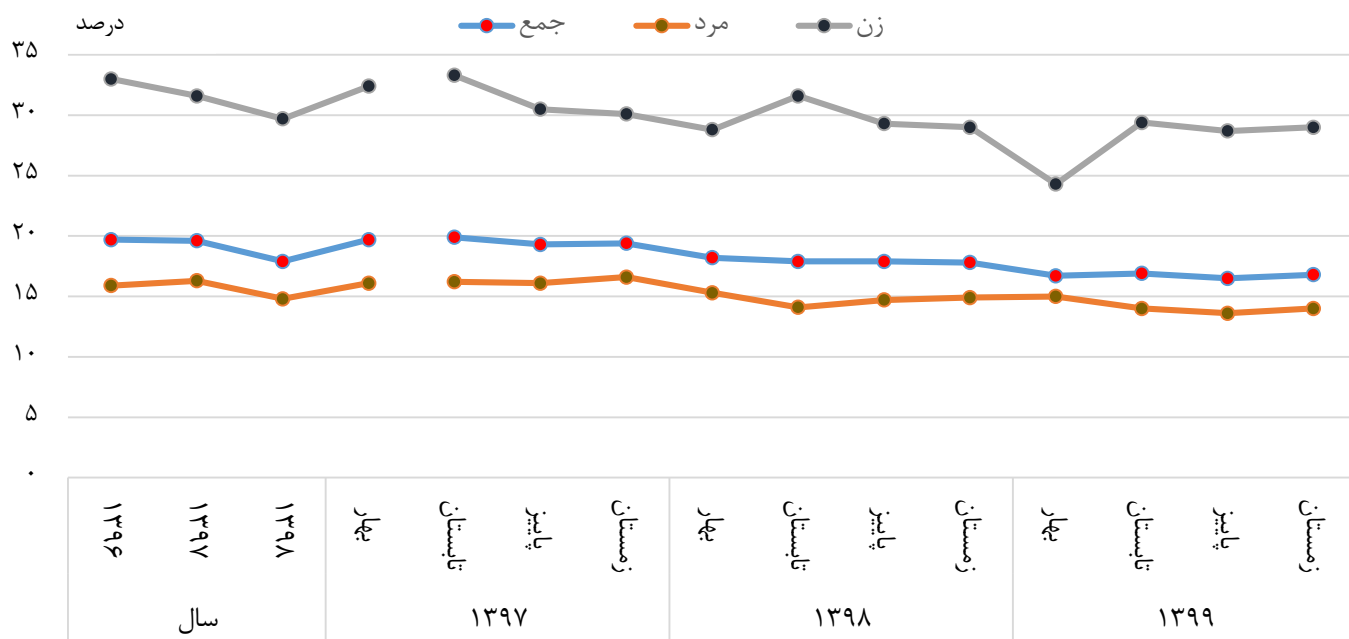 درصد
جمع
مرد
زن
۳۵
۳۰
۲۵
۲۰
۱۵
۱۰
۵
۰
۱۳۹۶
۱۳۹۷
۱۳۹۸
بهار
تابستان
پاییز
زمستان
بهار
تابستان
پاییز
زمستان
بهار
تابستان
پاییز
زمستان
سال
۱۳۹۷
۱۳۹۸
۱۳۹۹